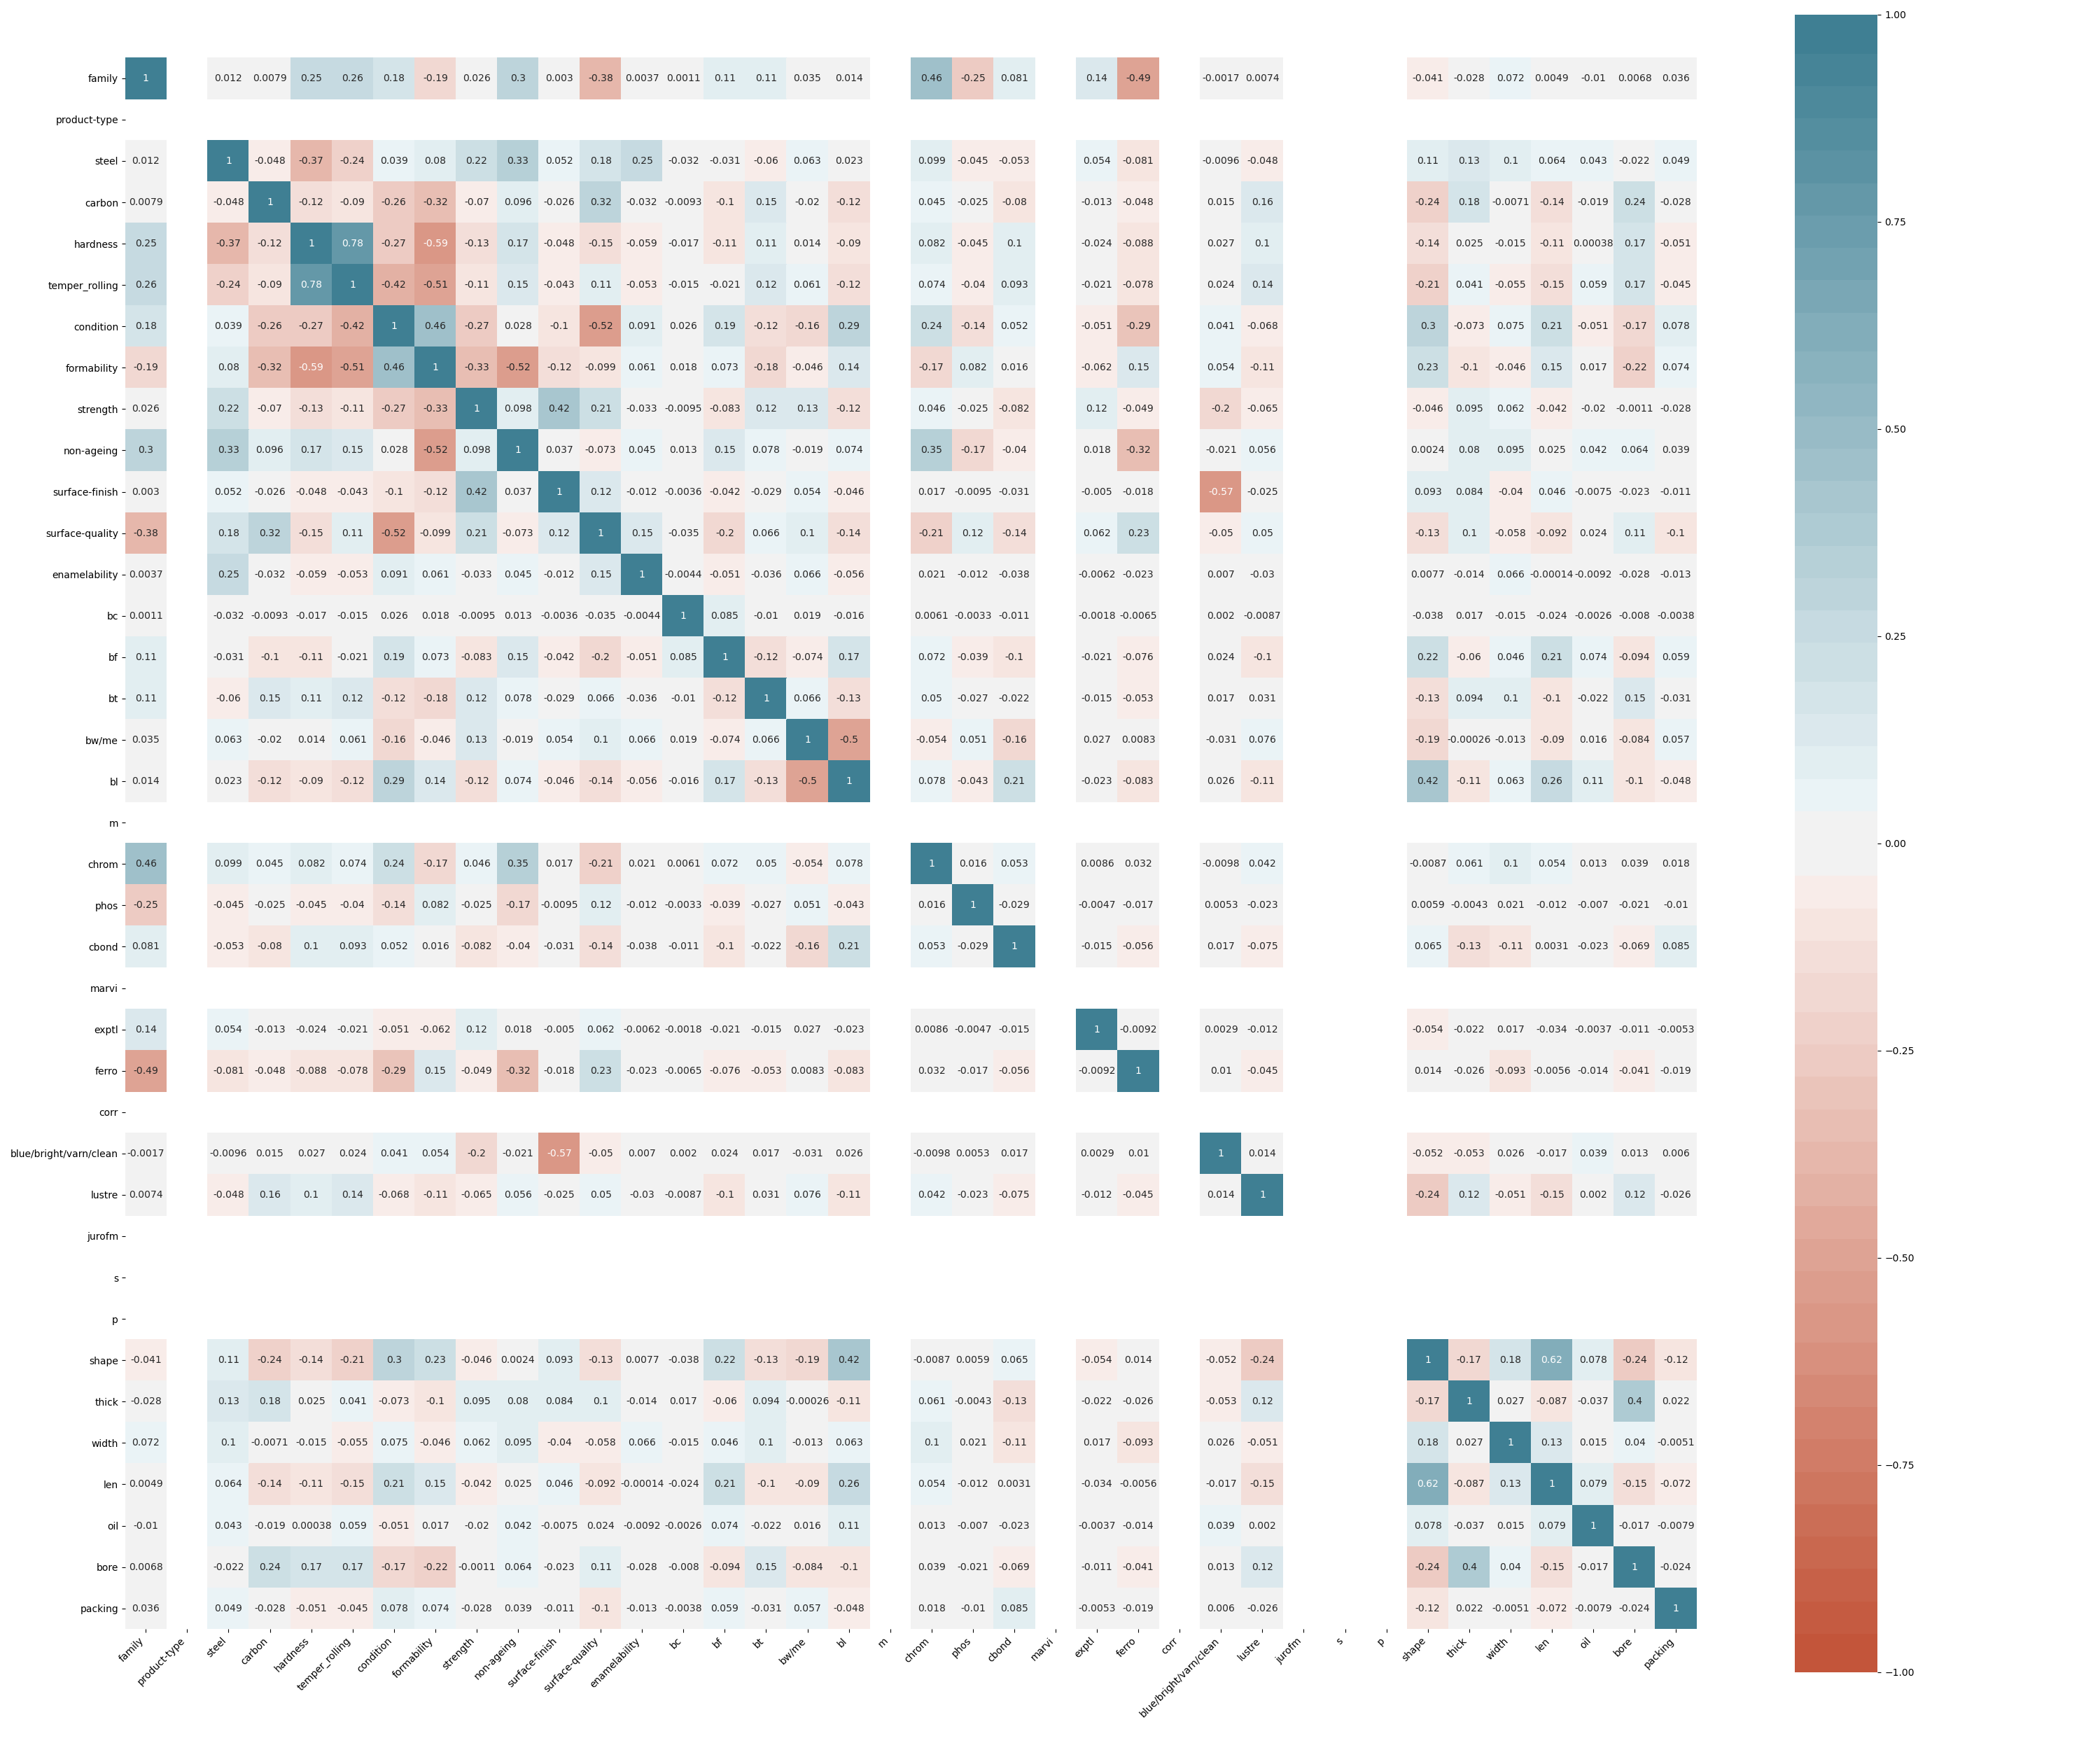 family 1 0.012 0.0079 0.25 0.26 0.18 -0.19 0.026 0.3 0.003 -0.38 0.0037 0.0011 0.11 0.11 0.035 0.014 0.46 -0.25 0.081 0.14 -0.49 -0.0017 0.0074 -0.041 -0.028 0.072 0.0049 -0.01 0.0068 0.036
product-type
steel 0.012 1 -0.048 -0.37 -0.24 0.039 0.08 0.22 0.33 0.052 0.18 0.25 -0.032 -0.031 -0.06 0.063 0.023 0.099 -0.045 -0.053 0.054 -0.081 -0.0096 -0.048 0.11 0.13 0.1 0.064 0.043 -0.022 0.049
carbon 0.0079 -0.048 1 -0.12 -0.09 -0.26 -0.32 -0.07 0.096 -0.026 0.32 -0.032 -0.0093 -0.1 0.15 -0.02 -0.12 0.045 -0.025 -0.08 -0.013 -0.048 0.015 0.16 -0.24 0.18 -0.0071 -0.14 -0.019 0.24 -0.028
hardness 0.25 -0.37 -0.12 1 0.78 -0.27 -0.59 -0.13 0.17 -0.048 -0.15 -0.059 -0.017 -0.11 0.11 0.014 -0.09 0.082 -0.045 0.1 -0.024 -0.088 0.027 0.1 -0.14 0.025 -0.015 -0.11 0.00038 0.17 -0.051
temper_rolling 0.26 -0.24 -0.09 0.78 1 -0.42 -0.51 -0.11 0.15 -0.043 0.11 -0.053 -0.015 -0.021 0.12 0.061 -0.12 0.074 -0.04 0.093 -0.021 -0.078 0.024 0.14 -0.21 0.041 -0.055 -0.15 0.059 0.17 -0.045
condition 0.18 0.039 -0.26 -0.27 -0.42 1 0.46 -0.27 0.028 -0.1 -0.52 0.091 0.026 0.19 -0.12 -0.16 0.29 0.24 -0.14 0.052 -0.051 -0.29 0.041 -0.068 0.3 -0.073 0.075 0.21 -0.051 -0.17 0.078
formability -0.19 0.08 -0.32 -0.59 -0.51 0.46 1 -0.33 -0.52 -0.12 -0.099 0.061 0.018 0.073 -0.18 -0.046 0.14 -0.17 0.082 0.016 -0.062 0.15 0.054 -0.11 0.23 -0.1 -0.046 0.15 0.017 -0.22 0.074
strength 0.026 0.22 -0.07 -0.13 -0.11 -0.27 -0.33 1 0.098 0.42 0.21 -0.033 -0.0095 -0.083 0.12 0.13 -0.12 0.046 -0.025 -0.082 0.12 -0.049 -0.2 -0.065 -0.046 0.095 0.062 -0.042 -0.02 -0.0011 -0.028
non-ageing 0.3 0.33 0.096 0.17 0.15 0.028 -0.52 0.098 1 0.037 -0.073 0.045 0.013 0.15 0.078 -0.019 0.074 0.35 -0.17 -0.04 0.018 -0.32 -0.021 0.056 0.0024 0.08 0.095 0.025 0.042 0.064 0.039
surface-finish 0.003 0.052 -0.026 -0.048 -0.043 -0.1 -0.12 0.42 0.037 1 0.12 -0.012 -0.0036 -0.042 -0.029 0.054 -0.046 0.017 -0.0095 -0.031 -0.005 -0.018 -0.57 -0.025 0.093 0.084 -0.04 0.046 -0.0075 -0.023 -0.011
surface-quality -0.38 0.18 0.32 -0.15 0.11 -0.52 -0.099 0.21 -0.073 0.12 1 0.15 -0.035 -0.2 0.066 0.1 -0.14 -0.21 0.12 -0.14 0.062 0.23 -0.05 0.05 -0.13 0.1 -0.058 -0.092 0.024 0.11 -0.1
enamelability 0.0037 0.25 -0.032 -0.059 -0.053 0.091 0.061 -0.033 0.045 -0.012 0.15 1 -0.0044 -0.051 -0.036 0.066 -0.056 0.021 -0.012 -0.038 -0.0062 -0.023 0.007 -0.03 0.0077 -0.014 0.066 -0.00014 -0.0092 -0.028 -0.013
bc 0.0011 -0.032 -0.0093 -0.017 -0.015 0.026 0.018 -0.0095 0.013 -0.0036 -0.035 -0.0044 1 0.085 -0.01 0.019 -0.016 0.0061 -0.0033 -0.011 -0.0018 -0.0065 0.002 -0.0087 -0.038 0.017 -0.015 -0.024 -0.0026 -0.008 -0.0038
bf 0.11 -0.031 -0.1 -0.11 -0.021 0.19 0.073 -0.083 0.15 -0.042 -0.2 -0.051 0.085 1 -0.12 -0.074 0.17 0.072 -0.039 -0.1 -0.021 -0.076 0.024 -0.1 0.22 -0.06 0.046 0.21 0.074 -0.094 0.059
bt 0.11 -0.06 0.15 0.11 0.12 -0.12 -0.18 0.12 0.078 -0.029 0.066 -0.036 -0.01 -0.12 1 0.066 -0.13 0.05 -0.027 -0.022 -0.015 -0.053 0.017 0.031 -0.13 0.094 0.1 -0.1 -0.022 0.15 -0.031
bw/me 0.035 0.063 -0.02 0.014 0.061 -0.16 -0.046 0.13 -0.019 0.054 0.1 0.066 0.019 -0.074 0.066 1 -0.5 -0.054 0.051 -0.16 0.027 0.0083 -0.031 0.076 -0.19 -0.00026 -0.013 -0.09 0.016 -0.084 0.057
bl 0.014 0.023 -0.12 -0.09 -0.12 0.29 0.14 -0.12 0.074 -0.046 -0.14 -0.056 -0.016 0.17 -0.13 -0.5 1 0.078 -0.043 0.21 -0.023 -0.083 0.026 -0.11 0.42 -0.11 0.063 0.26 0.11 -0.1 -0.048
m
chrom 0.46 0.099 0.045 0.082 0.074 0.24 -0.17 0.046 0.35 0.017 -0.21 0.021 0.0061 0.072 0.05 -0.054 0.078 1 0.016 0.053 0.0086 0.032 -0.0098 0.042 -0.0087 0.061 0.1 0.054 0.013 0.039 0.018
phos -0.25 -0.045 -0.025 -0.045 -0.04 -0.14 0.082 -0.025 -0.17 -0.0095 0.12 -0.012 -0.0033 -0.039 -0.027 0.051 -0.043 0.016 1 -0.029 -0.0047 -0.017 0.0053 -0.023 0.0059 -0.0043 0.021 -0.012 -0.007 -0.021 -0.01
cbond 0.081 -0.053 -0.08 0.1 0.093 0.052 0.016 -0.082 -0.04 -0.031 -0.14 -0.038 -0.011 -0.1 -0.022 -0.16 0.21 0.053 -0.029 1 -0.015 -0.056 0.017 -0.075 0.065 -0.13 -0.11 0.0031 -0.023 -0.069 0.085
marvi
exptl 0.14 0.054 -0.013 -0.024 -0.021 -0.051 -0.062 0.12 0.018 -0.005 0.062 -0.0062 -0.0018 -0.021 -0.015 0.027 -0.023 0.0086 -0.0047 -0.015 1 -0.0092 0.0029 -0.012 -0.054 -0.022 0.017 -0.034 -0.0037 -0.011 -0.0053
ferro -0.49 -0.081 -0.048 -0.088 -0.078 -0.29 0.15 -0.049 -0.32 -0.018 0.23 -0.023 -0.0065 -0.076 -0.053 0.0083 -0.083 0.032 -0.017 -0.056 -0.0092 1 0.01 -0.045 0.014 -0.026 -0.093 -0.0056 -0.014 -0.041 -0.019
corr
blue/bright/varn/clean -0.0017 -0.0096 0.015 0.027 0.024 0.041 0.054 -0.2 -0.021 -0.57 -0.05 0.007 0.002 0.024 0.017 -0.031 0.026 -0.0098 0.0053 0.017 0.0029 0.01 1 0.014 -0.052 -0.053 0.026 -0.017 0.039 0.013 0.006
lustre 0.0074 -0.048 0.16 0.1 0.14 -0.068 -0.11 -0.065 0.056 -0.025 0.05 -0.03 -0.0087 -0.1 0.031 0.076 -0.11 0.042 -0.023 -0.075 -0.012 -0.045 0.014 1 -0.24 0.12 -0.051 -0.15 0.002 0.12 -0.026
jurofm
s
p
shape -0.041 0.11 -0.24 -0.14 -0.21 0.3 0.23 -0.046 0.0024 0.093 -0.13 0.0077 -0.038 0.22 -0.13 -0.19 0.42 -0.0087 0.0059 0.065 -0.054 0.014 -0.052 -0.24 1 -0.17 0.18 0.62 0.078 -0.24 -0.12
thick -0.028 0.13 0.18 0.025 0.041 -0.073 -0.1 0.095 0.08 0.084 0.1 -0.014 0.017 -0.06 0.094 -0.00026 -0.11 0.061 -0.0043 -0.13 -0.022 -0.026 -0.053 0.12 -0.17 1 0.027 -0.087 -0.037 0.4 0.022
width 0.072 0.1 -0.0071 -0.015 -0.055 0.075 -0.046 0.062 0.095 -0.04 -0.058 0.066 -0.015 0.046 0.1 -0.013 0.063 0.1 0.021 -0.11 0.017 -0.093 0.026 -0.051 0.18 0.027 1 0.13 0.015 0.04 -0.0051
len 0.0049 0.064 -0.14 -0.11 -0.15 0.21 0.15 -0.042 0.025 0.046 -0.092 -0.00014 -0.024 0.21 -0.1 -0.09 0.26 0.054 -0.012 0.0031 -0.034 -0.0056 -0.017 -0.15 0.62 -0.087 0.13 1 0.079 -0.15 -0.072
oil -0.01 0.043 -0.019 0.00038 0.059 -0.051 0.017 -0.02 0.042 -0.0075 0.024 -0.0092 -0.0026 0.074 -0.022 0.016 0.11 0.013 -0.007 -0.023 -0.0037 -0.014 0.039 0.002 0.078 -0.037 0.015 0.079 1 -0.017 -0.0079
bore 0.0068 -0.022 0.24 0.17 0.17 -0.17 -0.22 -0.0011 0.064 -0.023 0.11 -0.028 -0.008 -0.094 0.15 -0.084 -0.1 0.039 -0.021 -0.069 -0.011 -0.041 0.013 0.12 -0.24 0.4 0.04 -0.15 -0.017 1 -0.024
packing 0.036 0.049 -0.028 -0.051 -0.045 0.078 0.074 -0.028 0.039 -0.011 -0.1 -0.013 -0.0038 0.059 -0.031 0.057 -0.048 0.018 -0.01 0.085 -0.0053 -0.019 0.006 -0.026 -0.12 0.022 -0.0051 -0.072 -0.0079 -0.024 1
family product-type steel carbon hardness temper_rolling condition formability strength non-ageing surface-finish surface-quality enamelability bc bf bt bw/me bl m chrom phos cbond marvi exptl ferro corr blue/bright/varn/clean lustre jurofm s p shape thick width len oil bore packing
1.00
0.75
0.50
0.25
0.00
−0.25
−0.50
−0.75
−1.00